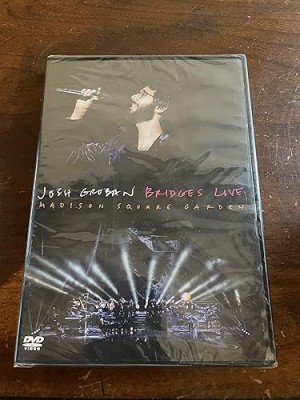 JOSH GROBAN BRIDGES LIVE
MADISON SQUARE GARDEN
DVD
VIDEO